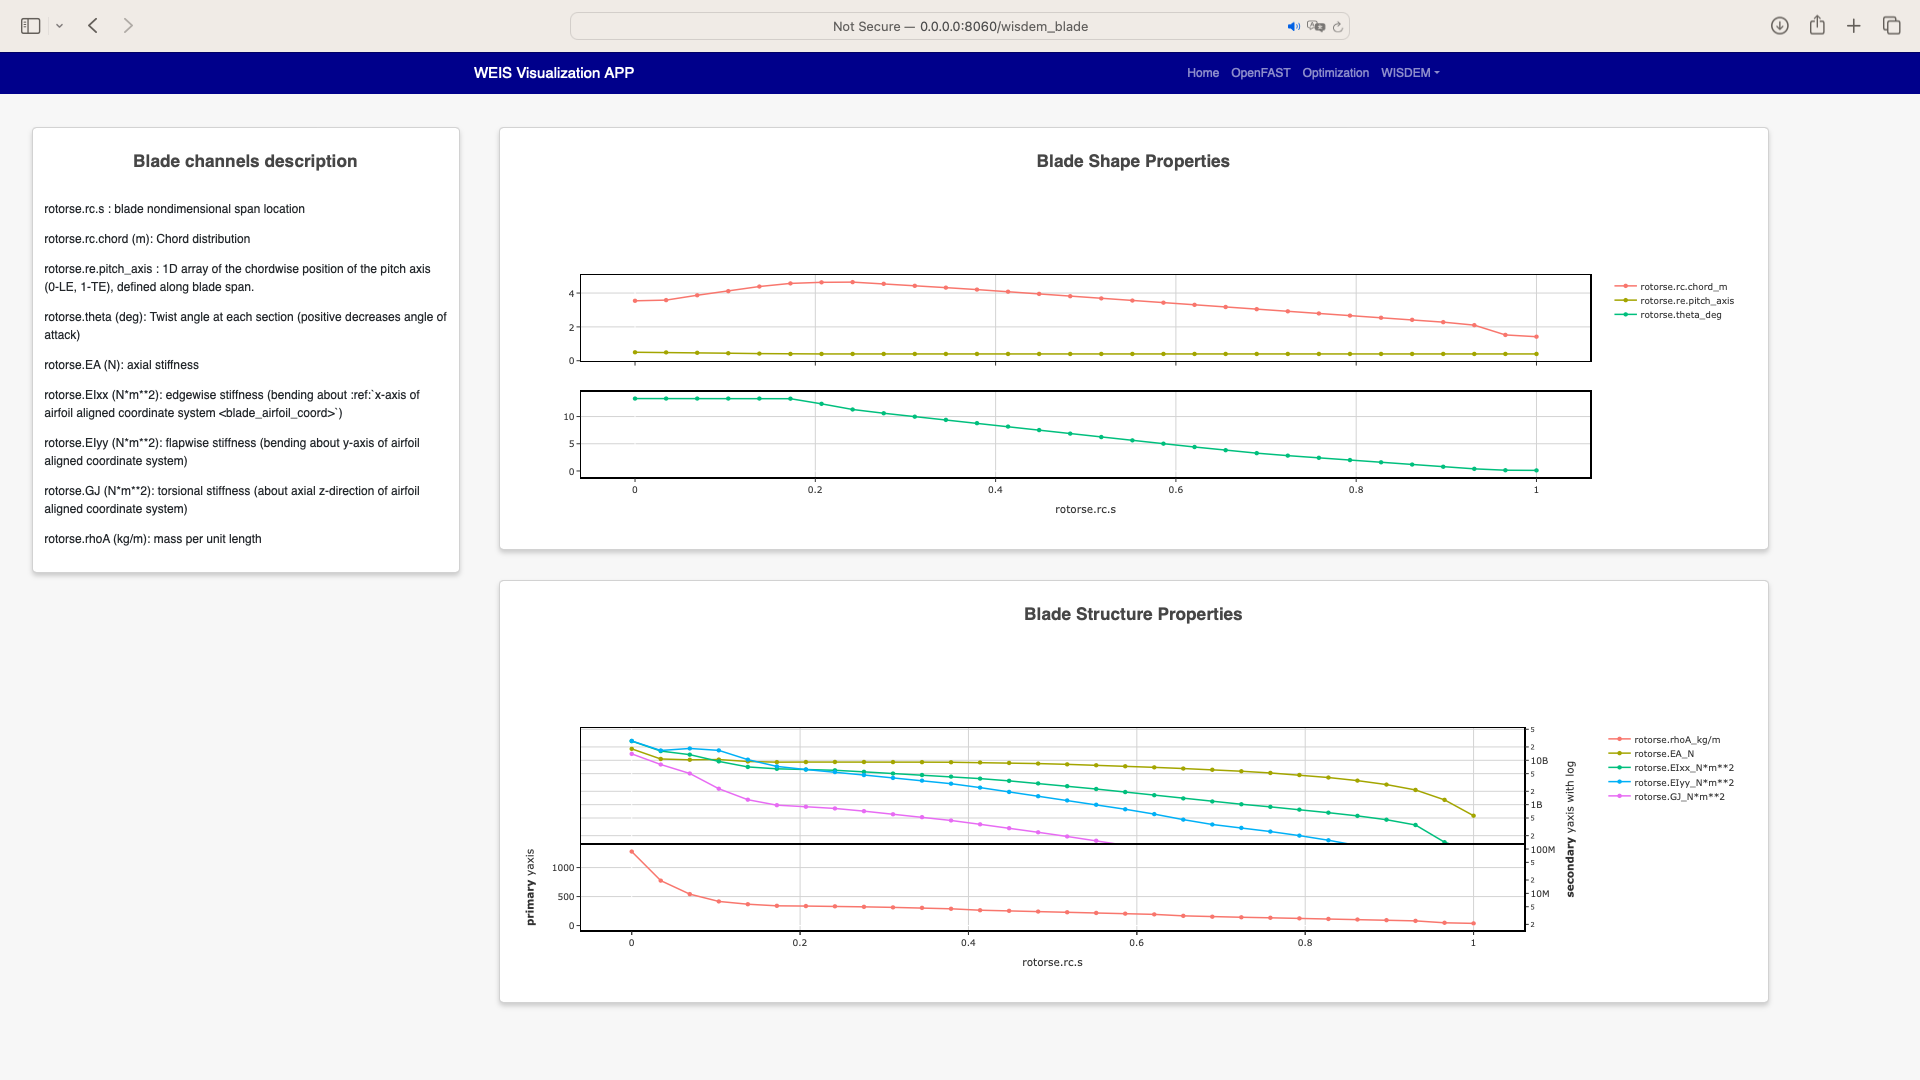 Not Secure — 0.0.0.0:8060/wisdem_blade
WEIS Visualization APP
Home OpenFAST Optimization WISDEM
Blade channels description
rotorse.rc.s : blade nondimensional span location
rotorse.rc.chord (m): Chord distribution
rotorse.re.pitch_axis : 1D array of the chordwise position of the pitch axis
(0-LE, 1-TE), defined along blade span.
rotorse.theta (deg): Twist angle at each section (positive decreases angle of
attack)
rotorse.EA (N): axial stiffness
rotorse.EIxx (N*m**2): edgewise stiffness (bending about :ref:`x-axis of
airfoil aligned coordinate system <blade_airfoil_coord>`)
rotorse.EIyy (N*m**2): flapwise stiffness (bending about y-axis of airfoil
aligned coordinate system)
rotorse.GJ (N*m**2): torsional stiffness (about axial z-direction of airfoil
aligned coordinate system)
rotorse.rhoA (kg/m): mass per unit length
Blade Shape Properties
4
2
0
10
5
0
0 0.2 0.4 0.6 0.8 1
rotorse.rc.s
rotorse.rc.chord_m
rotorse.re.pitch_axis
rotorse.theta_deg
Blade Structure Properties
primary yaxis
1000
500
0
0 0.2 0.4 0.6 0.8 1
rotorse.rc.s
5
2
10B
5
2
1B
5
2
100M
5
2
10M
5
2
secondary yaxis with log
rotorse.rhoA_kg/m
rotorse.EA_N
rotorse.EIxx_N*m**2
rotorse.EIyy_N*m**2
rotorse.GJ_N*m**2